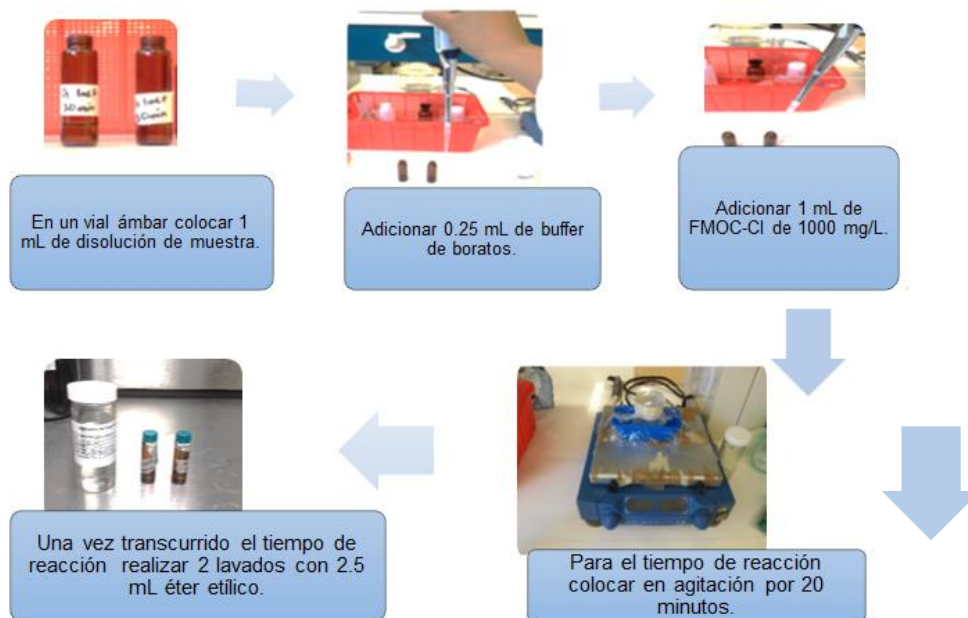 En un vial ámbar colocar 1
mL de disolución de muestra.
Adicionar 0.25 mL de buffer
de boratos.
Adicionar 1 mL de
FMOC-Cl de 1000 mg/L.
Para el tiempo de reacción
colocar en agitación por 20
minutos.
Una vez transcurrido el tiempo de
reacción realizar 2 lavados con 2.5
mL éter etílico.